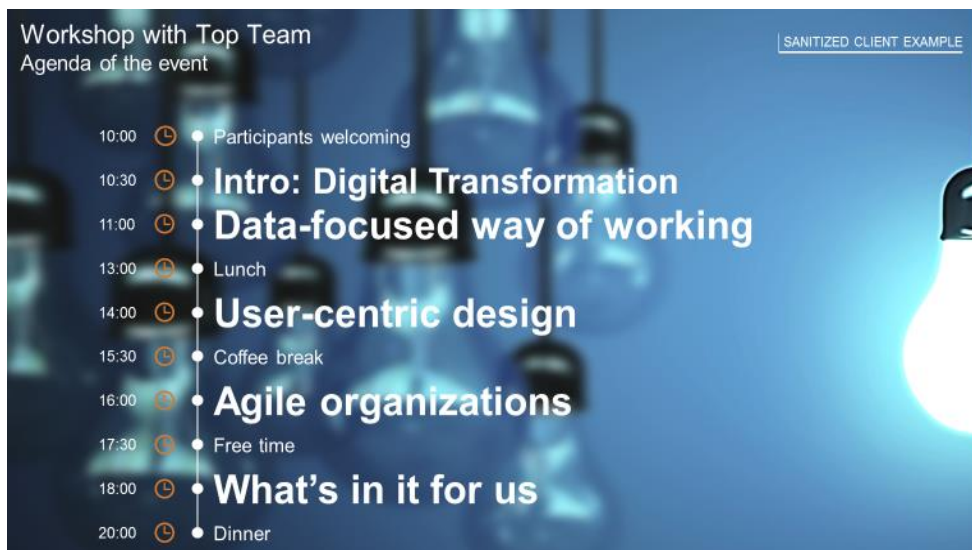 Workshop with Top Team
Agenda of the event
SANITIZED CLIENT EXAMPLE
10:00 Participants welcoming
10:30 Intro: Digital Transformation
11:00 Data-focused way of working
13:00 Lunch
14:00 User-centric design
15:30 Coffee break
16:00 Agile organizations
17:30 Free time
18:00 What's in it for us
20:00 Dinner